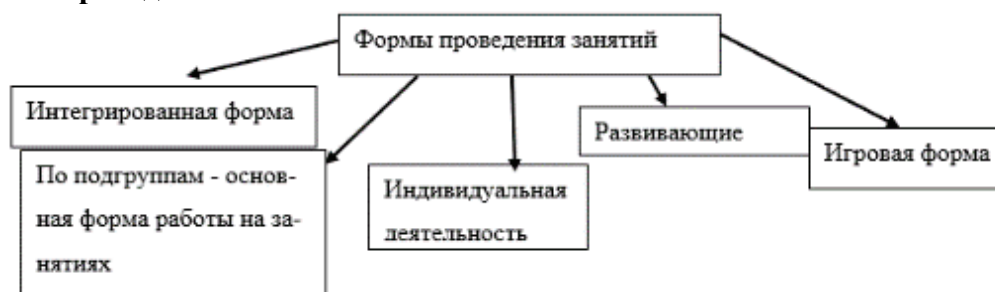 Формы проведения занятий
Интегрированная форма
Развивающие
Игровая форма
По подгруппам - основ-
ная форма работы на за-
нятиях
Индивидуальная
деятельность